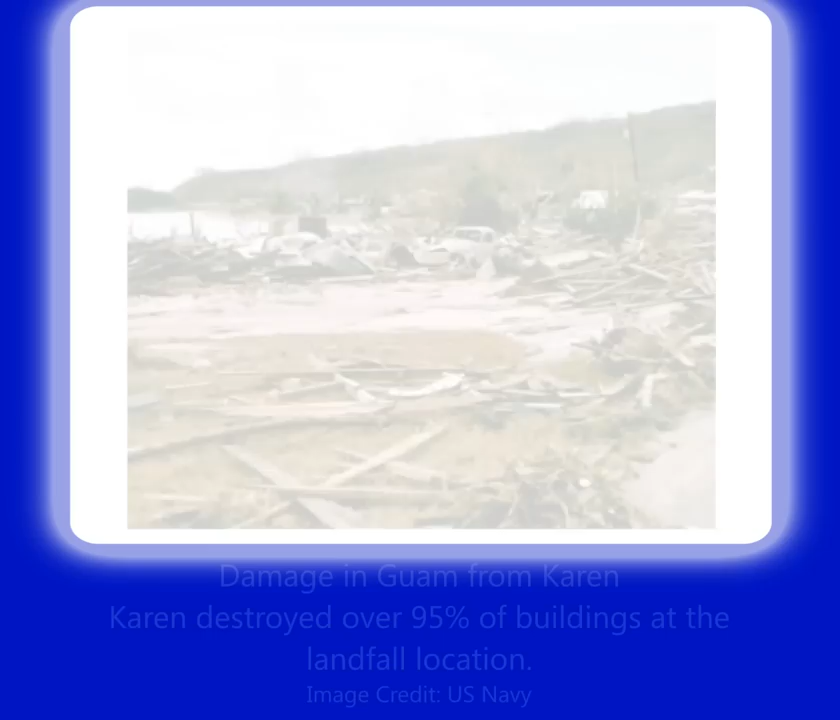 Damage in Guam from Karen
Karen destroyed over 95% of buildings at the
landfall location.
Image Credit: US Navy